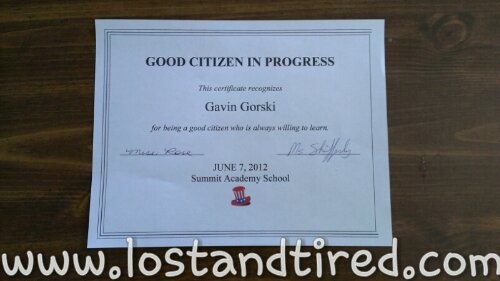 GOOD CITIZEN IN PROGRESS
This certificate recognizes
Gavin Gorski
for being a good citizen who is always willing to learn.
JUNE 7, 2012
Summit Academy School
www.lostandtired.com